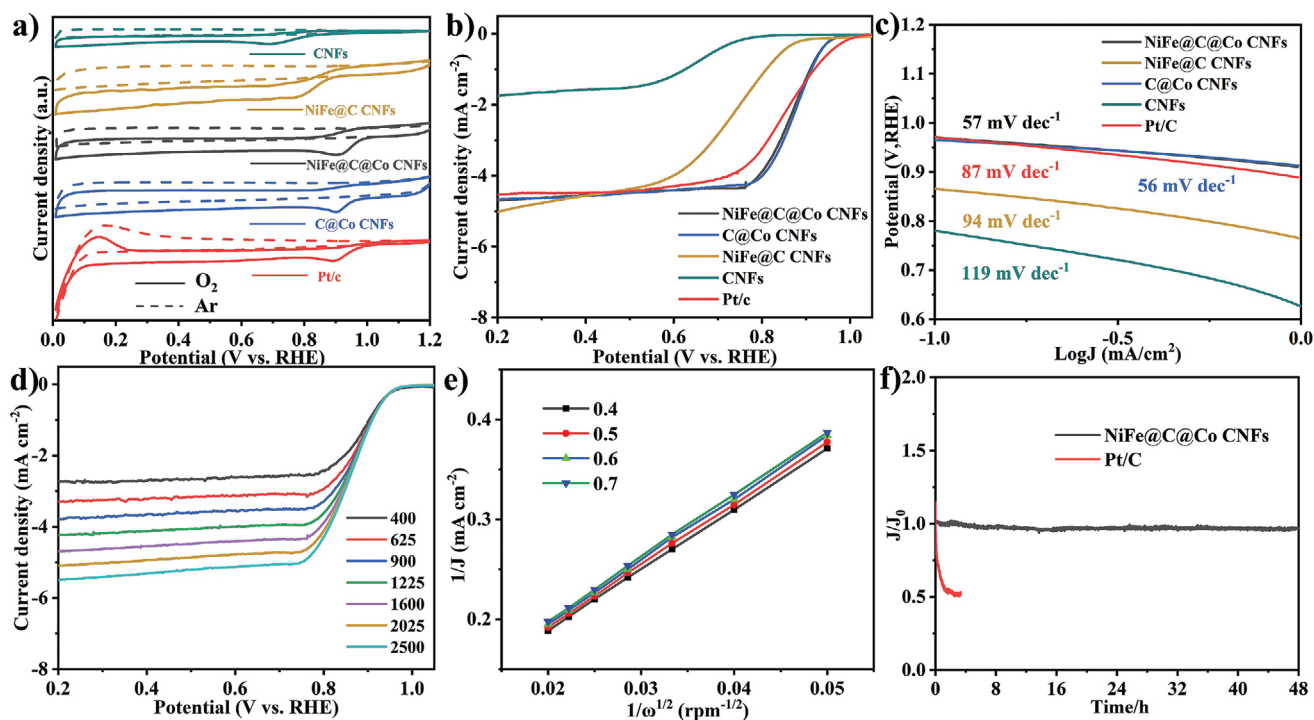 a)
CNFs
NiFe@C CNFs
NiFe@C@Co CNFs
C@Co CNFs
Pt/c
O2
Ar
Current density (a.u.)
0.0 0.2 0.4 0.6 0.8 1.0 1.2
Potential (V vs. RHE)
b)
0
-2
-4
-6
-8
Current density (mA cm-2)
NiFe@C@Co CNFs
C@Co CNFs
NiFe@C CNFs
CNFs
Pt/c
0.2 0.4 0.6 0.8 1.0
Potential (V vs. RHE)
c)
1.2
1.1
1.0
0.9
0.8
0.7
0.6
Potential (V,RHE)
NiFe@C@Co CNFs
NiFe@C CNFs
C@Co CNFs
CNFs
Pt/C
57 mV dec-1
87 mV dec-1
56 mV dec-1
94 mV dec-1
119 mV dec-1
-1.0 -0.5 0.0
LogJ (mA/cm2)
d)
0
-2
-4
-6
-8
Current density (mA cm-2)
400
625
900
1225
1600
2025
2500
0.2 0.4 0.6 0.8 1.0
Potential (V vs. RHE)
e)
0.4
0.3
0.2
1/J (mA cm-2)
0.4
0.5
0.6
0.7
0.02 0.03 0.04 0.05
1/ω1/2 (rpm-1/2)
f)
2.0
1.5
1.0
0.5
0.0
J/J0
NiFe@C@Co CNFs
Pt/C
0 8 16 24 32 40 48
Time/h